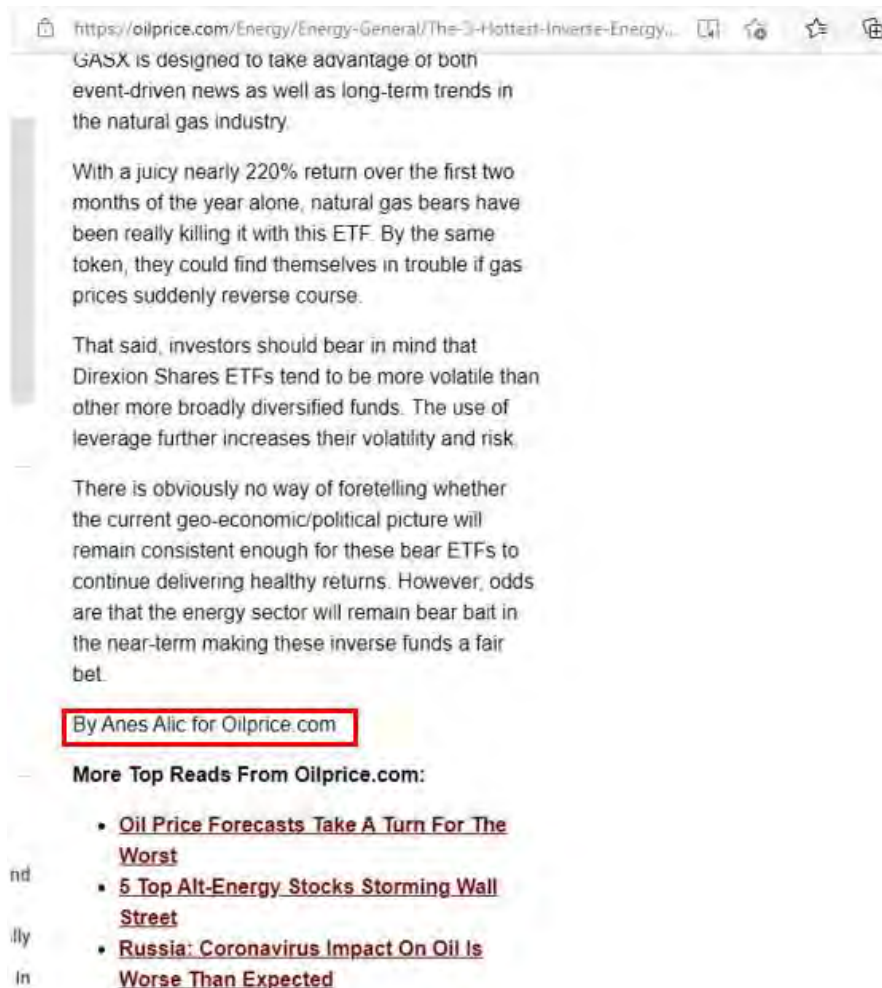 https://oilprice.com/Energy/Energy-General/The-3-Hottest-Inverse-Energy...
GASX is designed to take advantage of both
event-driven news as well as long-term trends in
the natural gas industry.
With a juicy nearly 220% return over the first two
months of the year alone, natural gas bears have
been really killing it with this ETF. By the same
token, they could find themselves in trouble if gas
prices suddenly reverse course.
That said, investors should bear in mind that
Direxion Shares ETFs tend to be more volatile than
other more broadly diversified funds. The use of
leverage further increases their volatility and risk.
There is obviously no way of foretelling whether
the current geo-economic/political picture will
remain consistent enough for these bear ETFs to
continue delivering healthy returns. However, odds
are that the energy sector will remain bear bait in
the near-term making these inverse funds a fair
bet.
By Anes Alic for Oilprice.com
More Top Reads From Oilprice.com:
• Oil Price Forecasts Take A Turn For The
Worst
nd
• 5 Top Alt-Energy Stocks Storming Wall
Street
lly
• Russia: Coronavirus Impact On Oil Is
In
Worse Than Expected